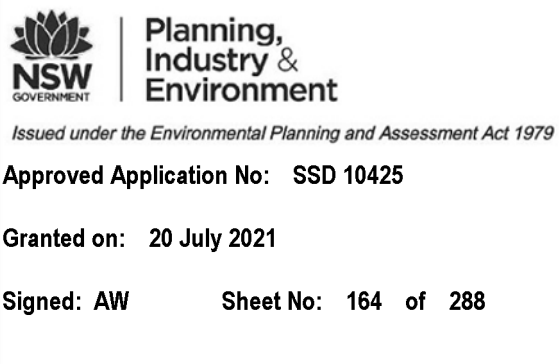 NSW
GOVERNMENT
Planning,
Industry &
Environment
Issued under the Environmental Planning and Assessment Act 1979
Approved Application No: SSD 10425
Granted on: 20 July 2021
Signed: AW Sheet No: 164 of 288